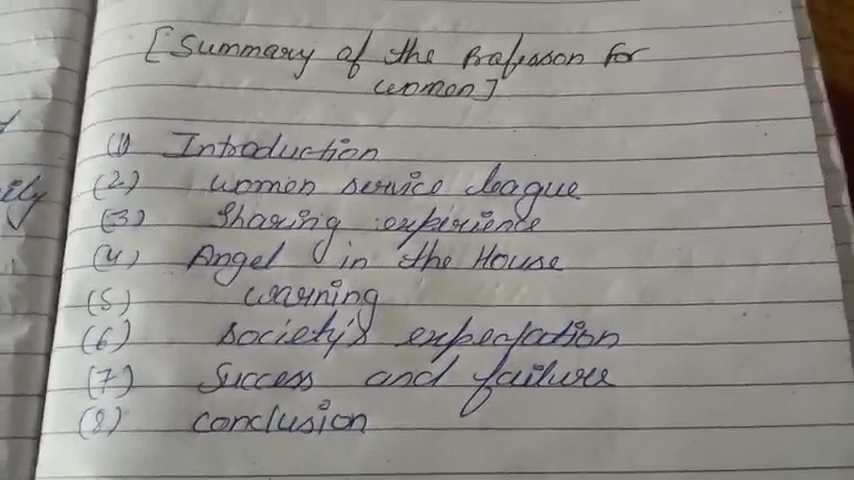 [Summary of the Professon for
women]
(1) Introduction
(2) women service league
(3) Sharing experience
ily
(4) Angel in the House
(5) warning
(6) society's expectation
(7) Success and failure
(8) conclusion